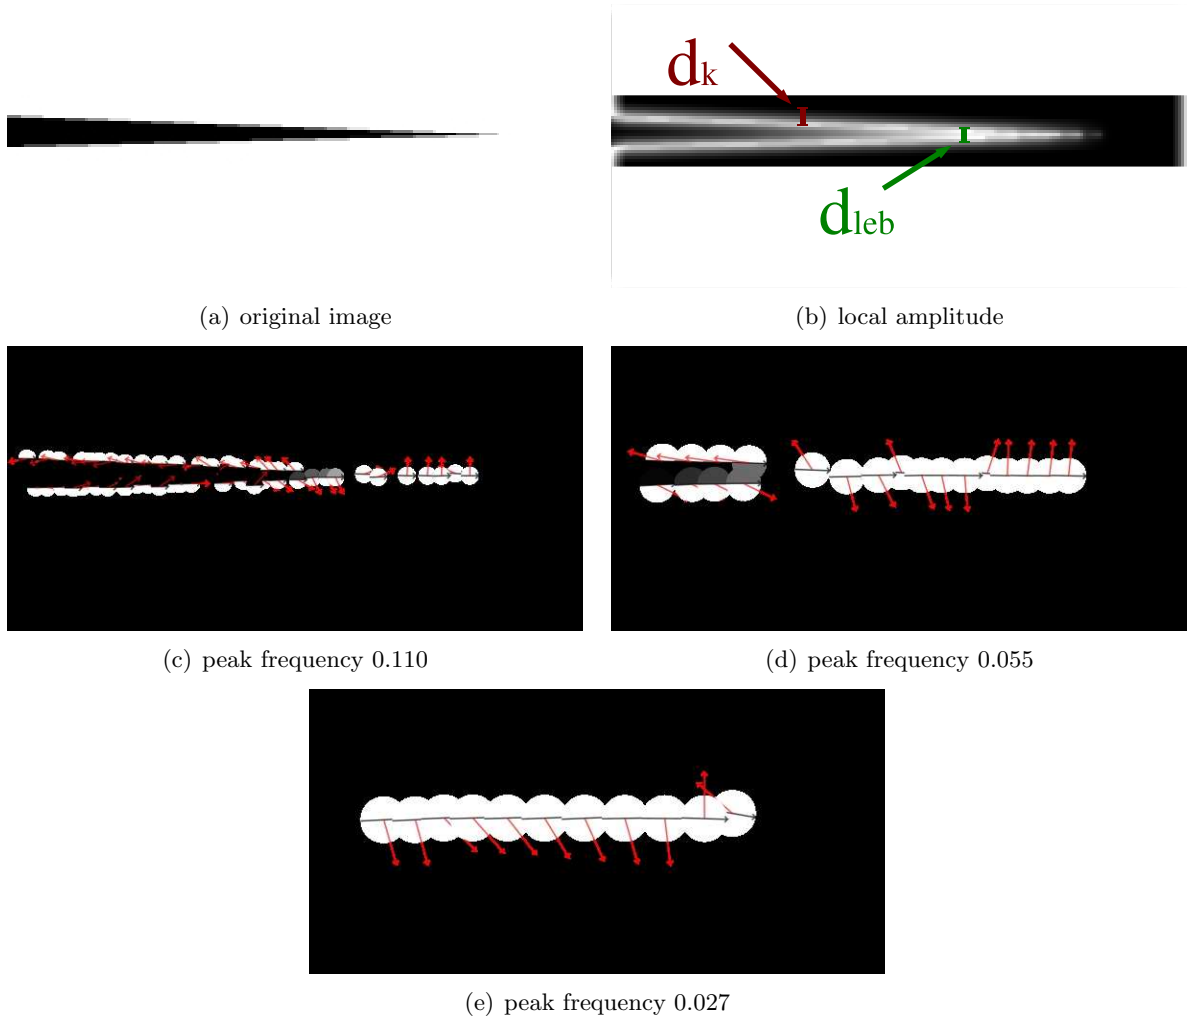 dk
dleb
(a) original image
(b) local amplitude
(c) peak frequency 0.110
(d) peak frequency 0.055
(e) peak frequency 0.027